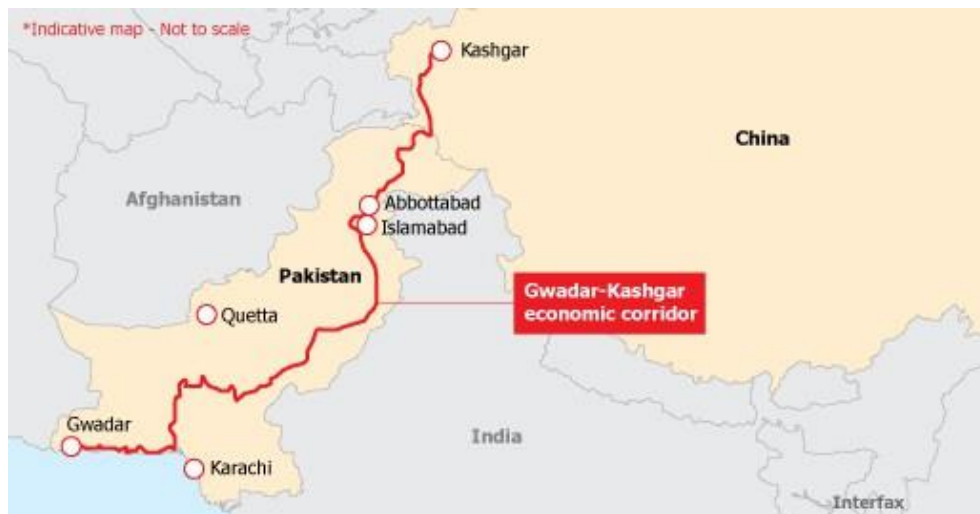 *Indicative map - Not to scale
Kashgar
China
Afghanistan
Abbottabad
Islamabad
Pakistan
Gwadar-Kashgar
economic corridor
Quetta
Gwadar
India
Karachi
Interfax